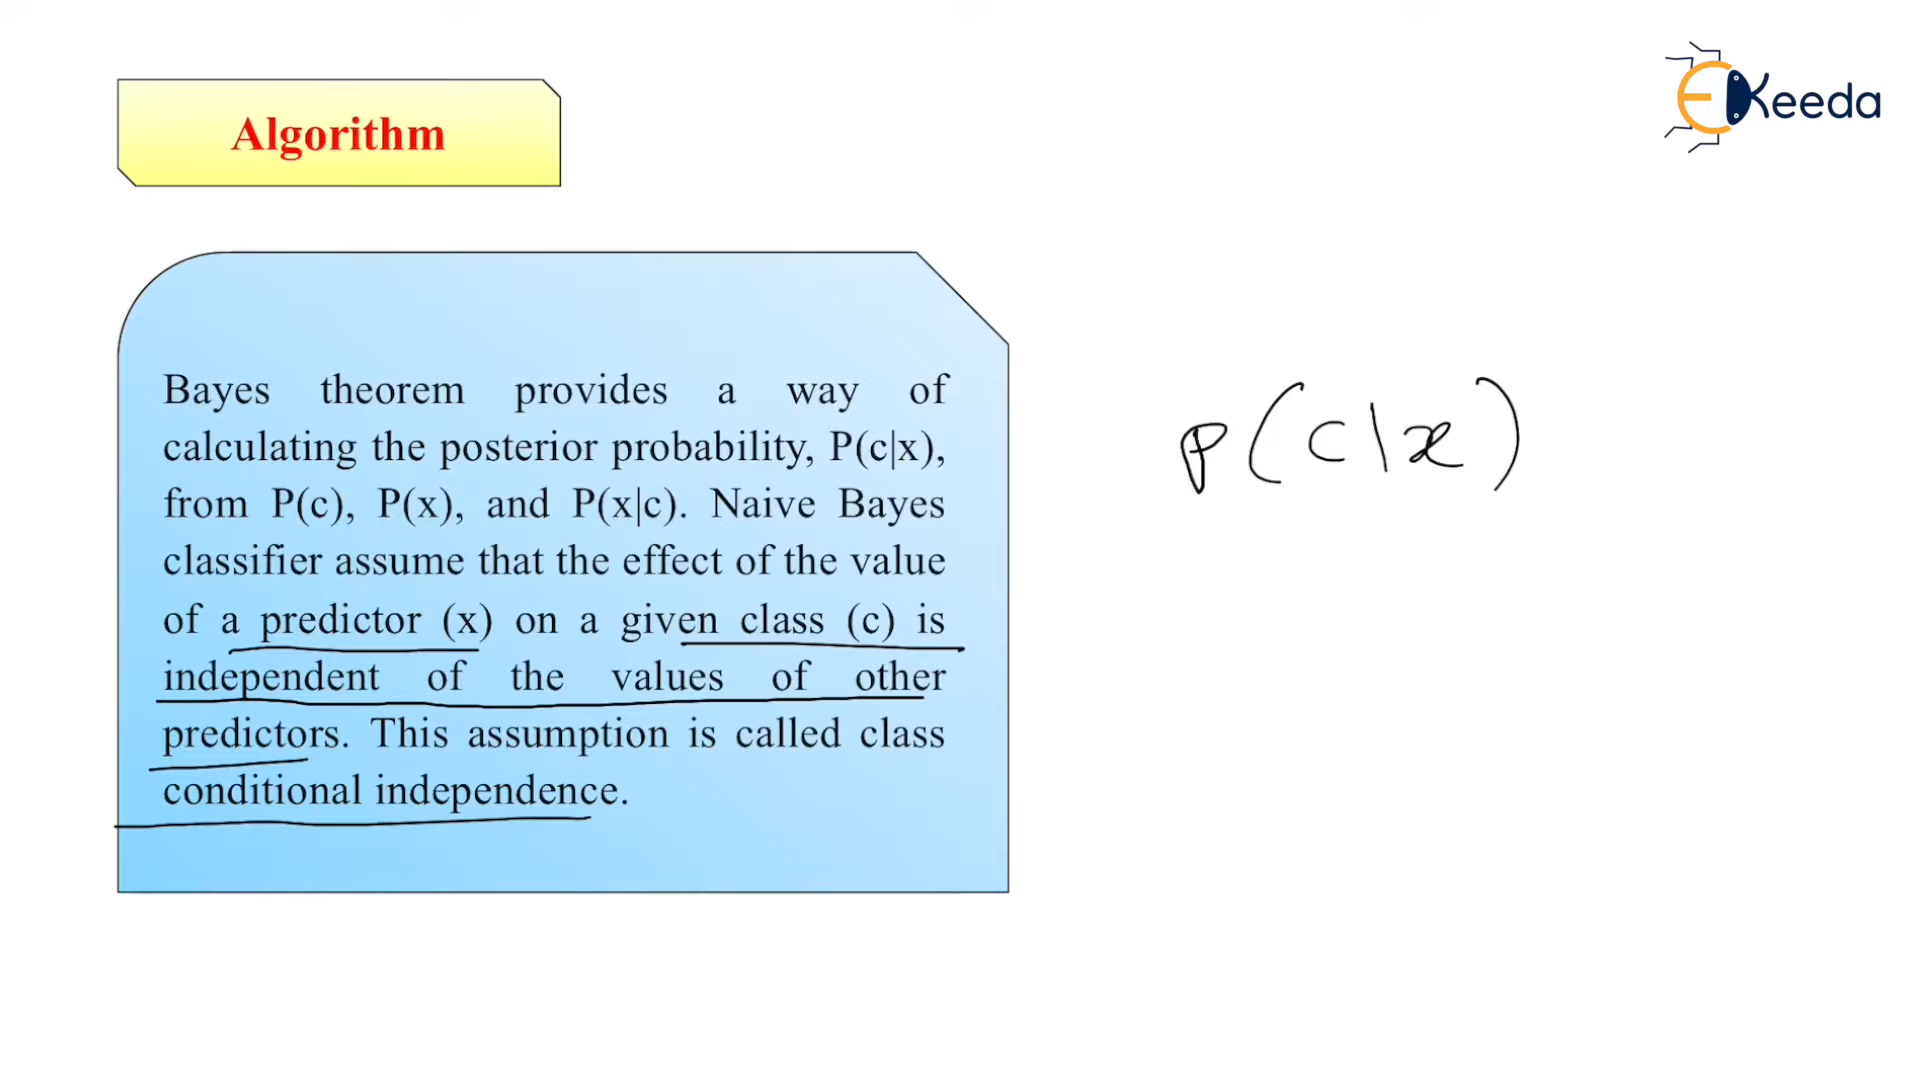 Algorithm
EKeeda
Bayes theorem provides a way of
calculating the posterior probability, P(c|x),
from P(c), P(x), and P(x|c). Naive Bayes
classifier assume that the effect of the value
of a predictor (x) on a given class (c) is
independent of the values of other
predictors. This assumption is called class
conditional independence.
P(c|x)